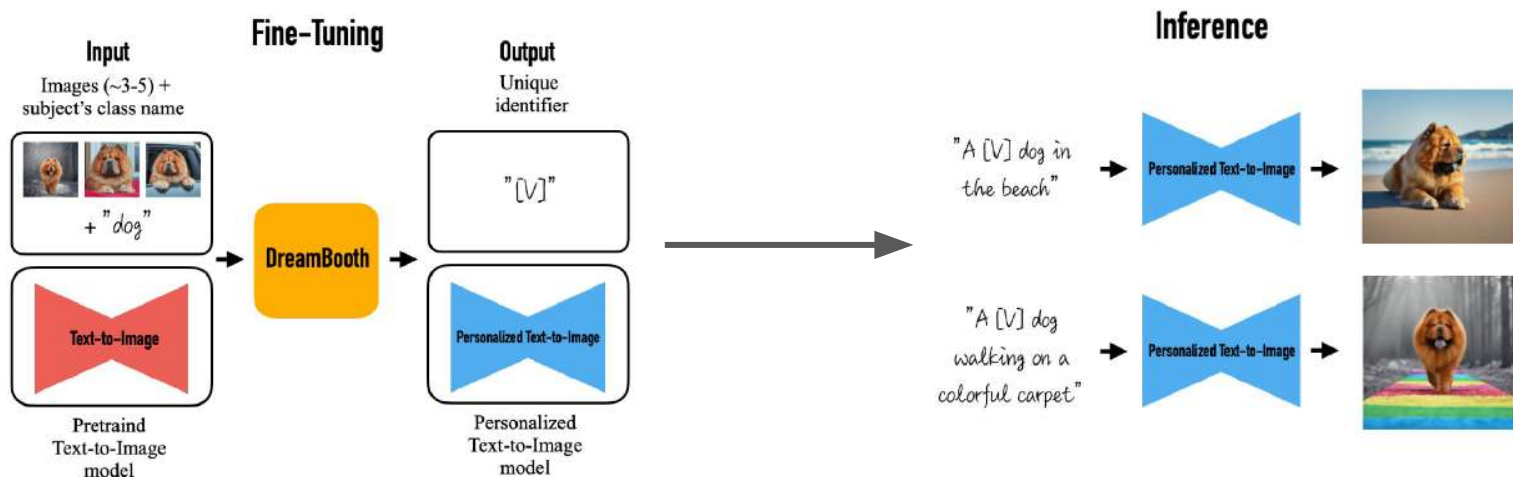 Fine-Tuning
Input
Images (~3-5) +
subject's class name
+ "dog"
Text-to-Image
Pretraind
Text-to-Image
model
DreamBooth
Output
Unique
identifier
"[V]"
Personalized Text-to-Image
Personalized
Text-to-Image
model
Inference
"A [V] dog in
the beach"
Personalized Text-to-Image
"A [V] dog
walking on a
colorful carpet"
Personalized Text-to-Image